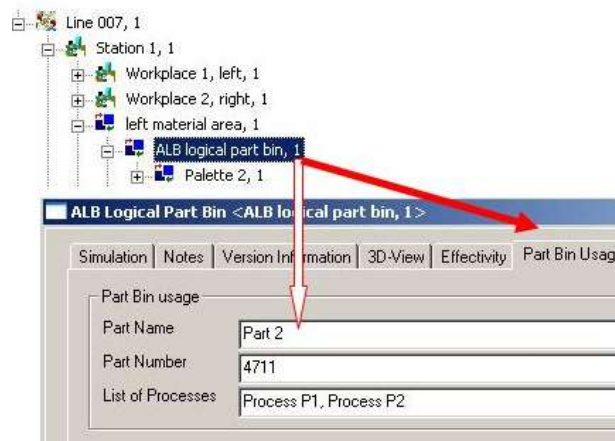 Line 007, 1
Station 1, 1
Workplace 1, left, 1
Workplace 2, right, 1
left material area, 1
ALB logical part bin, 1
Palette 2, 1
ALB Logical Part Bin <ALB logical part bin, 1>
Simulation Notes Version Information 3D-View Effectivity Part Bin Usag
Part Bin usage
Part Name Part 2
Part Number 4711
List of Processes Process P1, Process P2